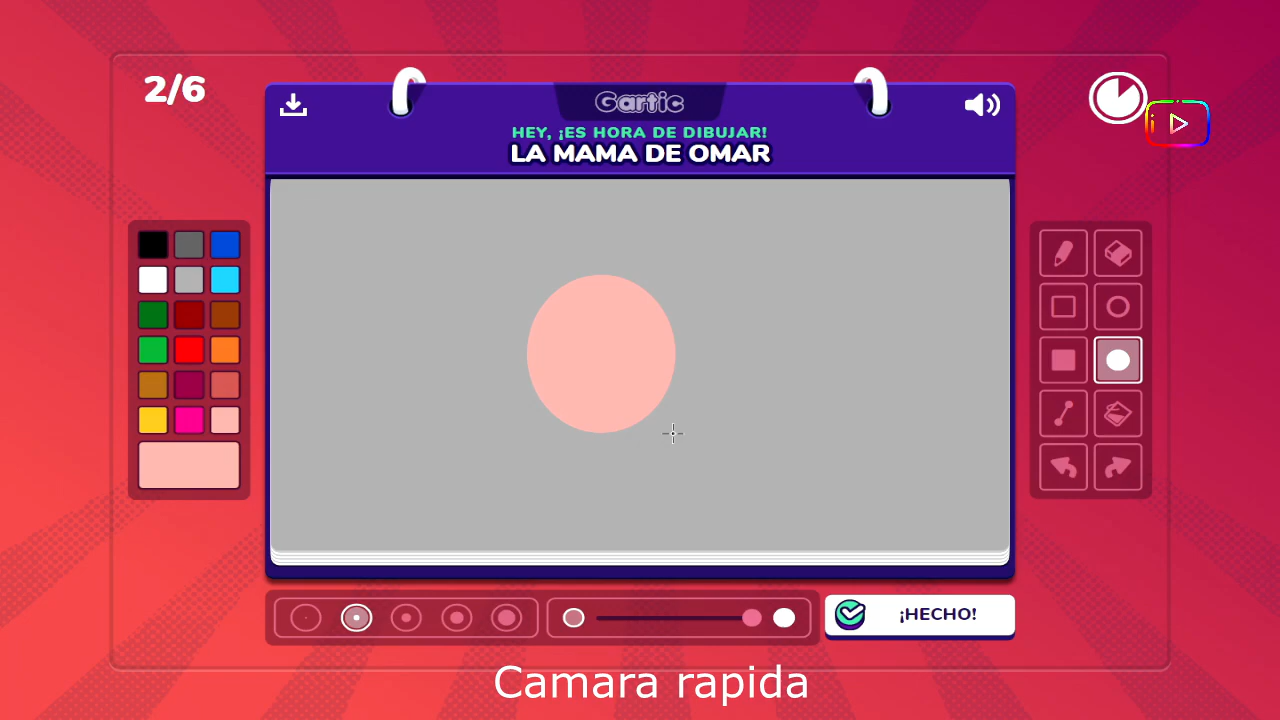 2/6
Gartic
HEY, ¡ES HORA DE DIBUJAR!
LA MAMA DE OMAR
¡HECHO!
Camara rapida